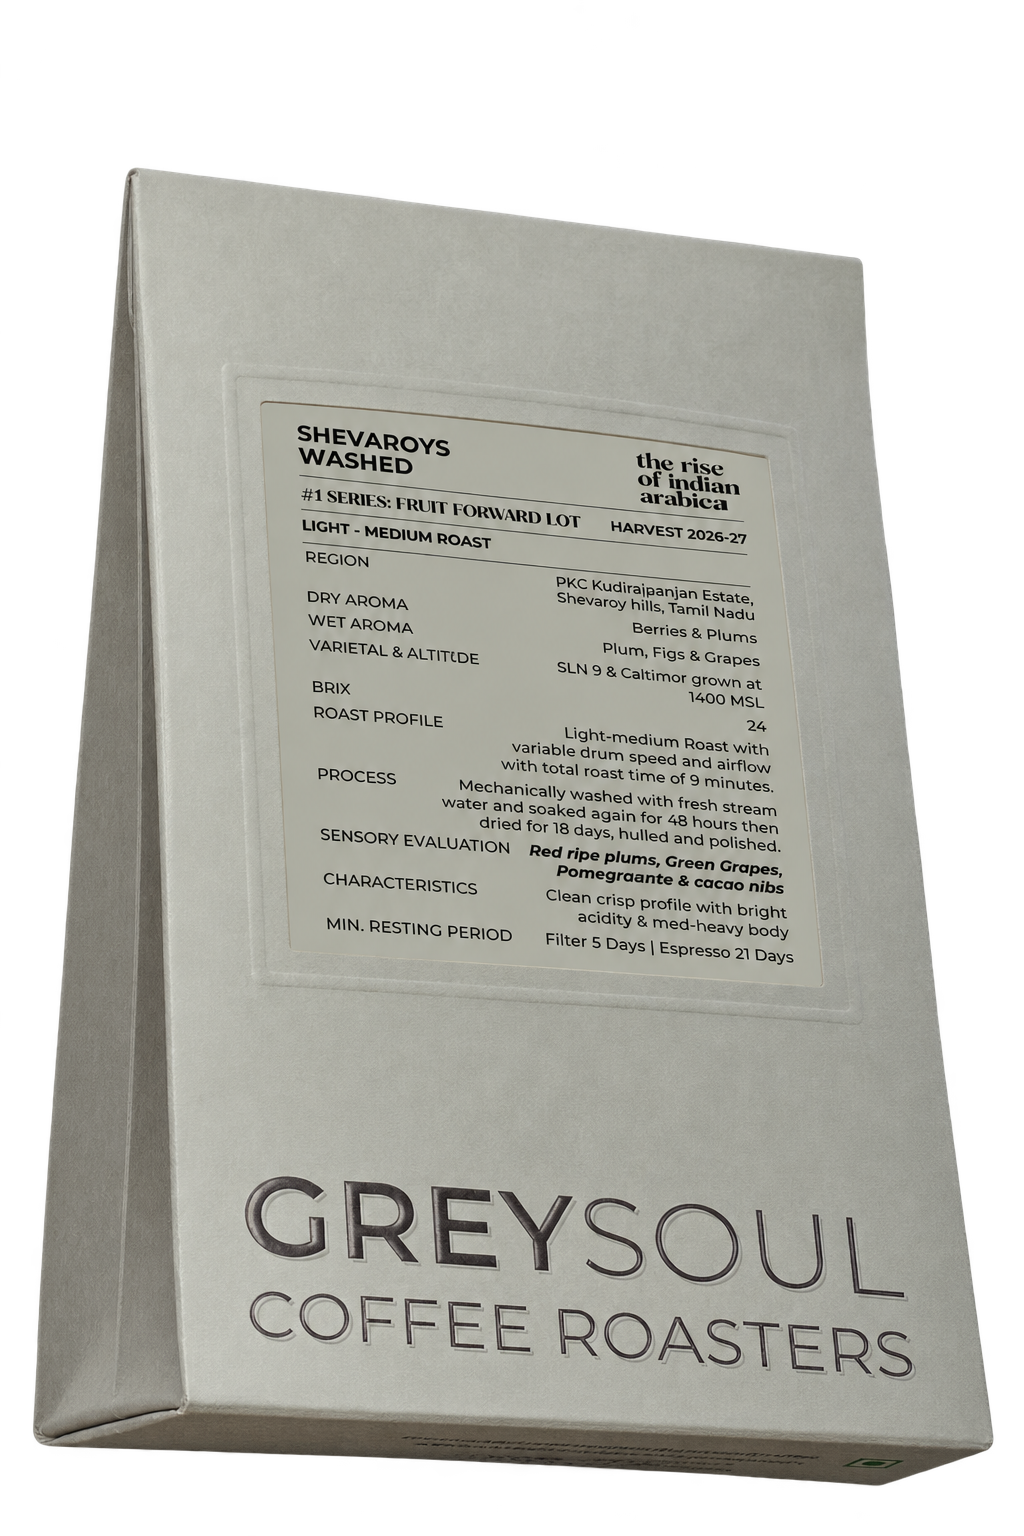 SHEVAROYS
WASHED
the rise
of indian
arabica
#1 SERIES: FRUIT FORWARD LOT
HARVEST 2026-27
LIGHT - MEDIUM ROAST
REGION
PKC Kudirajpanjan Estate,
Shevaroy hills, Tamil Nadu
DRY AROMA
Berries & Plums
WET AROMA
Plum, Figs & Grapes
VARIETAL & ALTITUDE
SLN 9 & Caltimor grown at
1400 MSL
BRIX
24
ROAST PROFILE
Light-medium Roast with
variable drum speed and airflow
with total roast time of 9 minutes.
PROCESS
Mechanically washed with fresh stream
water and soaked again for 48 hours then
dried for 18 days, hulled and polished.
SENSORY EVALUATION
Red ripe plums, Green Grapes,
Pomegraante & cacao nibs
CHARACTERISTICS
Clean crisp profile with bright
acidity & med-heavy body
MIN. RESTING PERIOD
Filter 5 Days | Espresso 21 Days
GREYSOUL
COFFEE ROASTERS